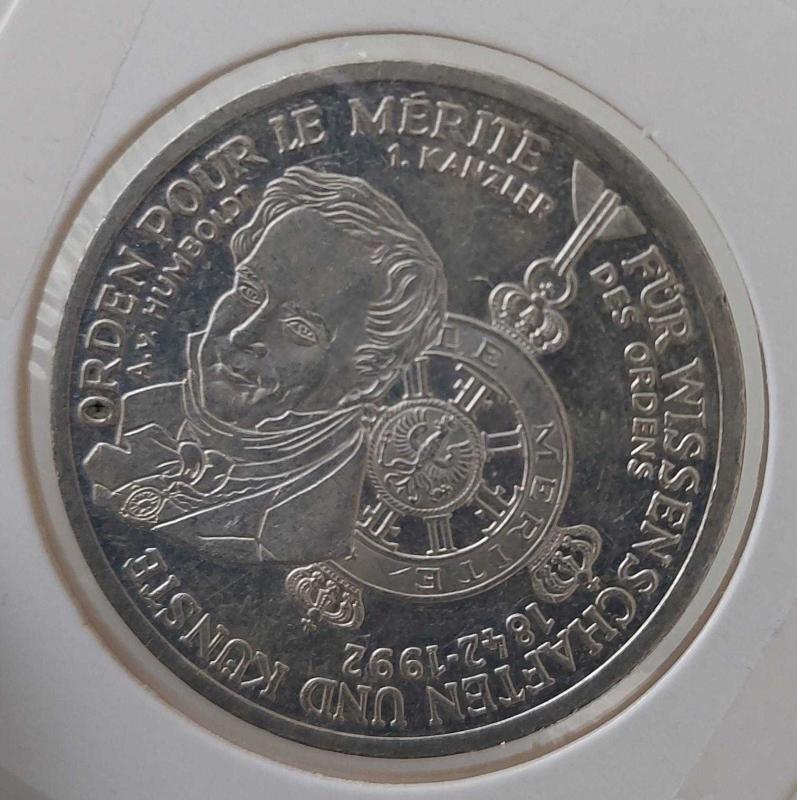 ORDEN POUR LE MÉRITE FÜR WISSENSCHAFTEN UND KÜNSTE
A.v. HUMBOLDT 1. KANZLER DES ORDENS
1842-1992
LE MERITE